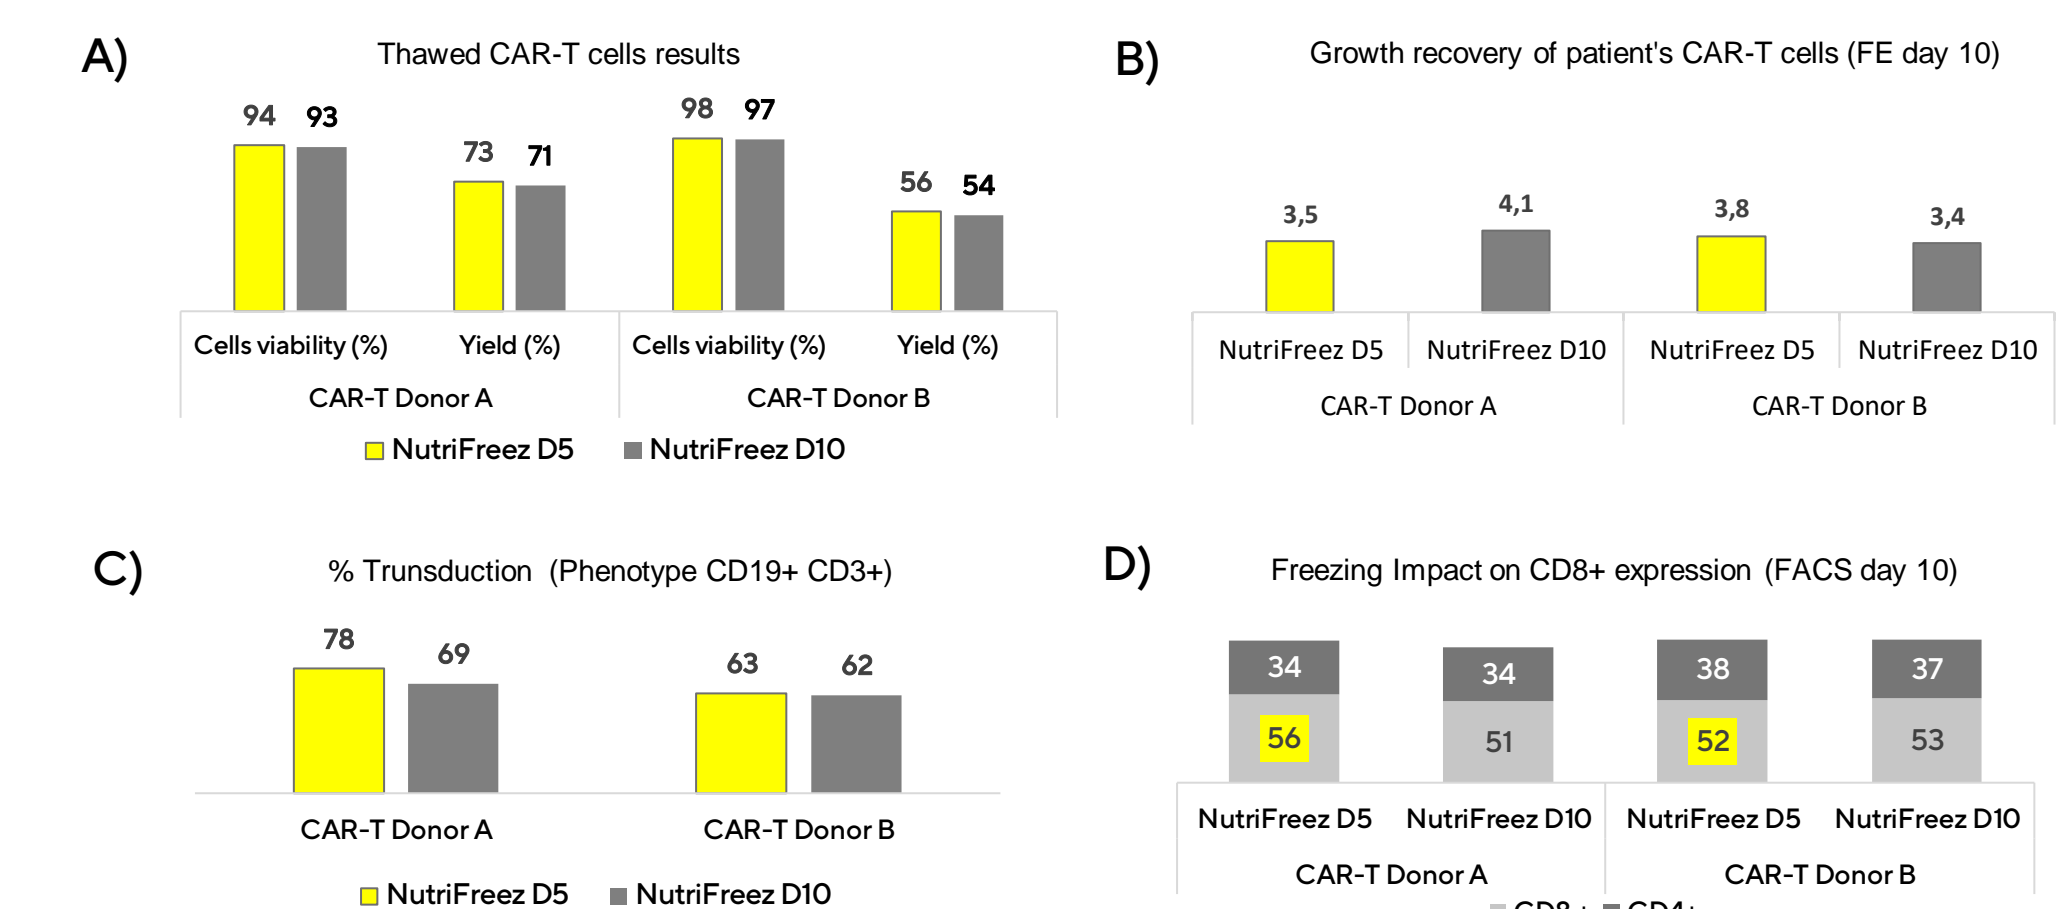 A)
Thawed CAR-T cells results
94 93 73 71 98 97 56 54
Cells viability (%) Yield (%) Cells viability (%) Yield (%)
CAR-T Donor A CAR-T Donor B
NutriFreez D5 NutriFreez D10
B)
Growth recovery of patient's CAR-T cells (FE day 10)
3,5 4,1 3,8 3,4
NutriFreez D5 NutriFreez D10 NutriFreez D5 NutriFreez D10
CAR-T Donor A CAR-T Donor B
C)
% Trunsduction (Phenotype CD19+ CD3+)
78 69 63 62
CAR-T Donor A CAR-T Donor B
NutriFreez D5 NutriFreez D10
D)
Freezing Impact on CD8+ expression (FACS day 10)
34 34 38 37
56 51 52 53
NutriFreez D5 NutriFreez D10 NutriFreez D5 NutriFreez D10
CAR-T Donor A CAR-T Donor B
CD8+ CD4+